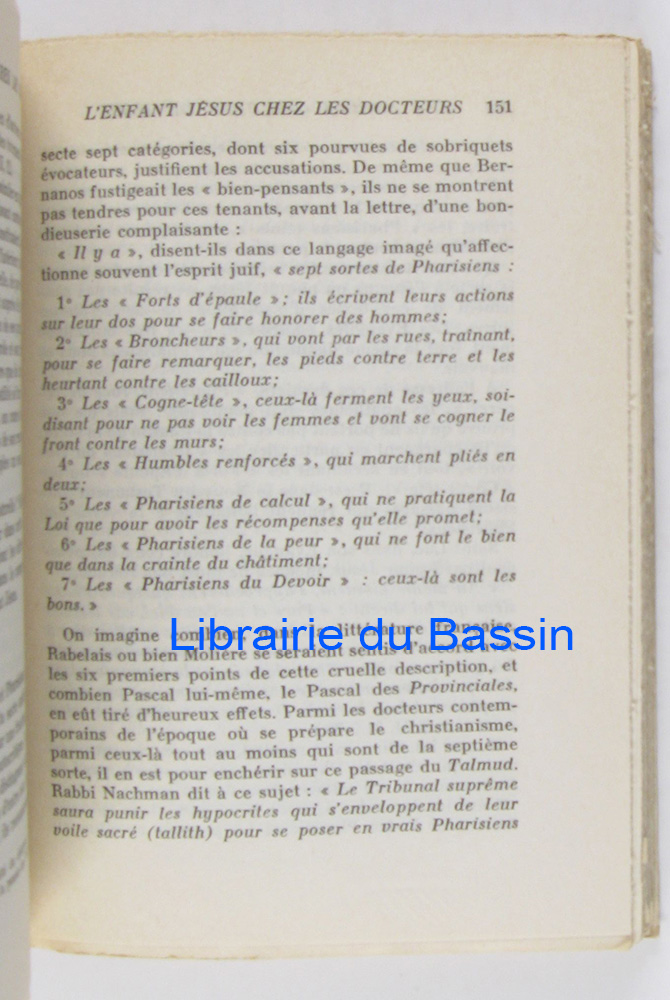 L'ENFANT JÉSUS CHEZ LES DOCTEURS 151
secte sept catégories, dont six pourvues de sobriquets
évocateurs, justifient les accusations. De même que Ber-
nanos fustigeait les « bien-pensants », ils ne se montrent
pas tendres pour ces tenants, avant la lettre, d'une bon-
dieuserie complaisante :
« Il y a », disent-ils dans ce langage imagé qu'affec-
tionne souvent l'esprit juif, « sept sortes de Pharisiens :
1° Les « Forts d'épaule » ; ils écrivent leurs actions
sur leur dos pour se faire honorer des hommes;
2° Les « Broncheurs », qui vont par les rues, traînant,
pour se faire remarquer, les pieds contre terre et les
heurtant contre les cailloux;
3° Les « Cogne-tête », ceux-là ferment les yeux, soi-
disant pour ne pas voir les femmes et vont se cogner le
front contre les murs;
4° Les « Humbles renforcés », qui marchent pliés en
deux;
5° Les « Pharisiens de calcul », qui ne pratiquent la
Loi que pour avoir les récompenses qu'elle promet;
6° Les « Pharisiens de la peur », qui ne font le bien
que dans la crainte du châtiment;
7° Les « Pharisiens du Devoir » : ceux-là sont les
bons. »
On imagine combien, dans la littérature française,
Librairie du Bassin
Rabelais ou bien Molière se seraient sentis d'accord avec
les six premiers points de cette cruelle description, et
combien Pascal lui-même, le Pascal des Provinciales,
en eût tiré d'heureux effets. Parmi les docteurs contem-
porains de l'époque où se prépare le christianisme,
parmi ceux-là tout au moins qui sont de la septième
sorte, il en est pour enchérir sur ce passage du Talmud.
Rabbi Nachman dit à ce sujet : « Le Tribunal suprême
saura punir les hypocrites qui s'enveloppent de leur
voile sacré (tallith) pour se poser en vrais Pharisiens